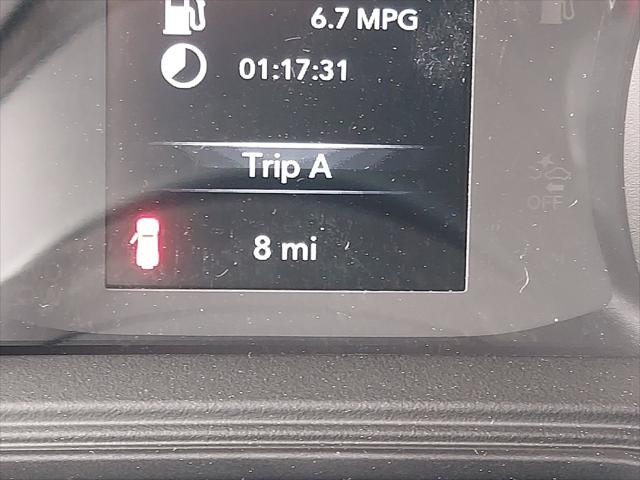 6.7 MPG
01:17:31
Trip A
OFF
8 mi